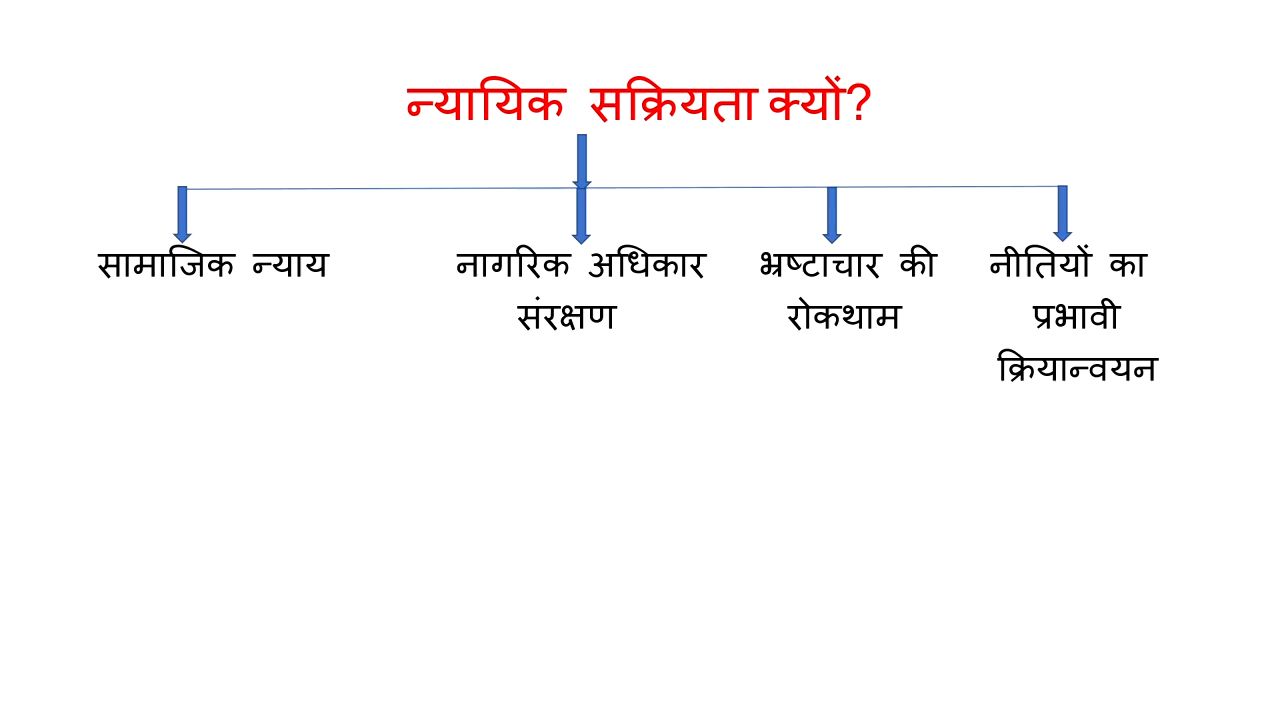 न्यायिक सक्रियता क्यों?
सामाजिक न्याय
नागरिक अधिकार
संरक्षण
भ्रष्टाचार की
रोकथाम
नीतियों का
प्रभावी
क्रियान्वयन